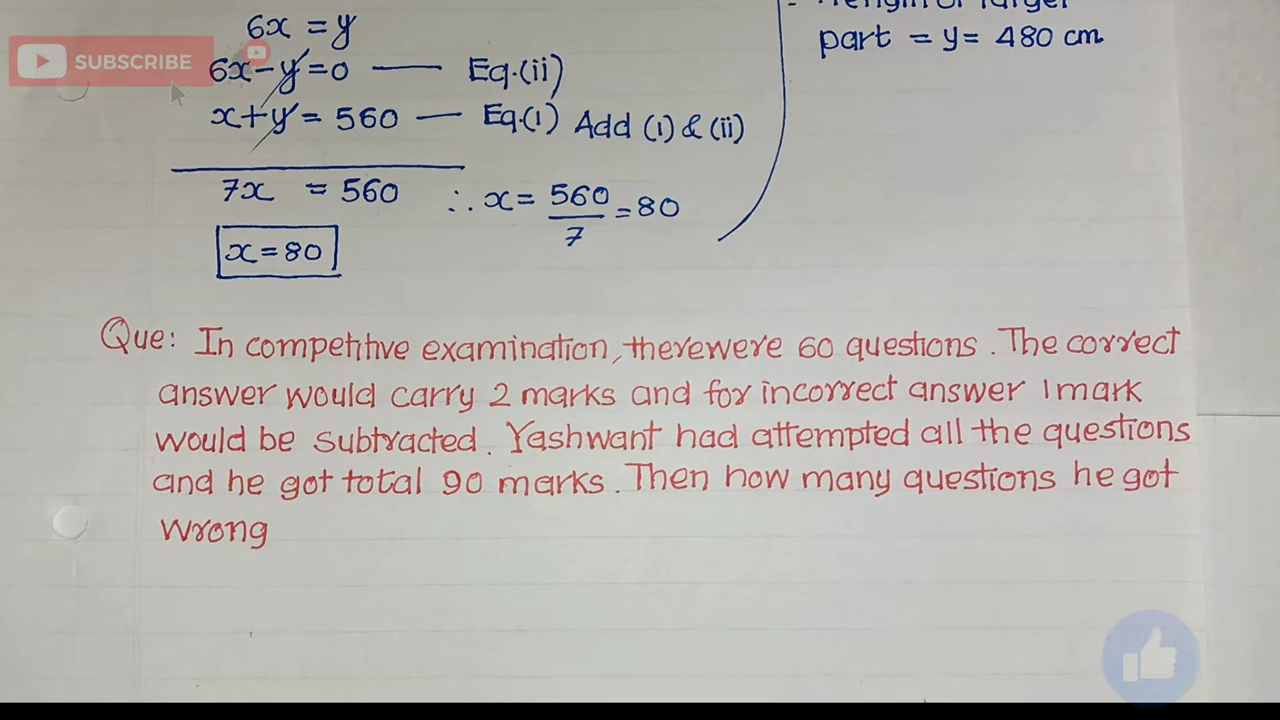 6x = y
length of larger
part = y = 480 cm
SUBSCRIBE
6x - y = 0 — Eq.(ii)
x + y = 560 — Eq.(1) Add (1) & (ii)
7x = 560 ∴ x = 560/7 = 80
x = 80
Que: In competitive examination, there were 60 questions. The correct
answer would carry 2 marks and for incorrect answer 1 mark
would be subtracted. Yashwant had attempted all the questions
and he got total 90 marks. Then how many questions he got
wrong